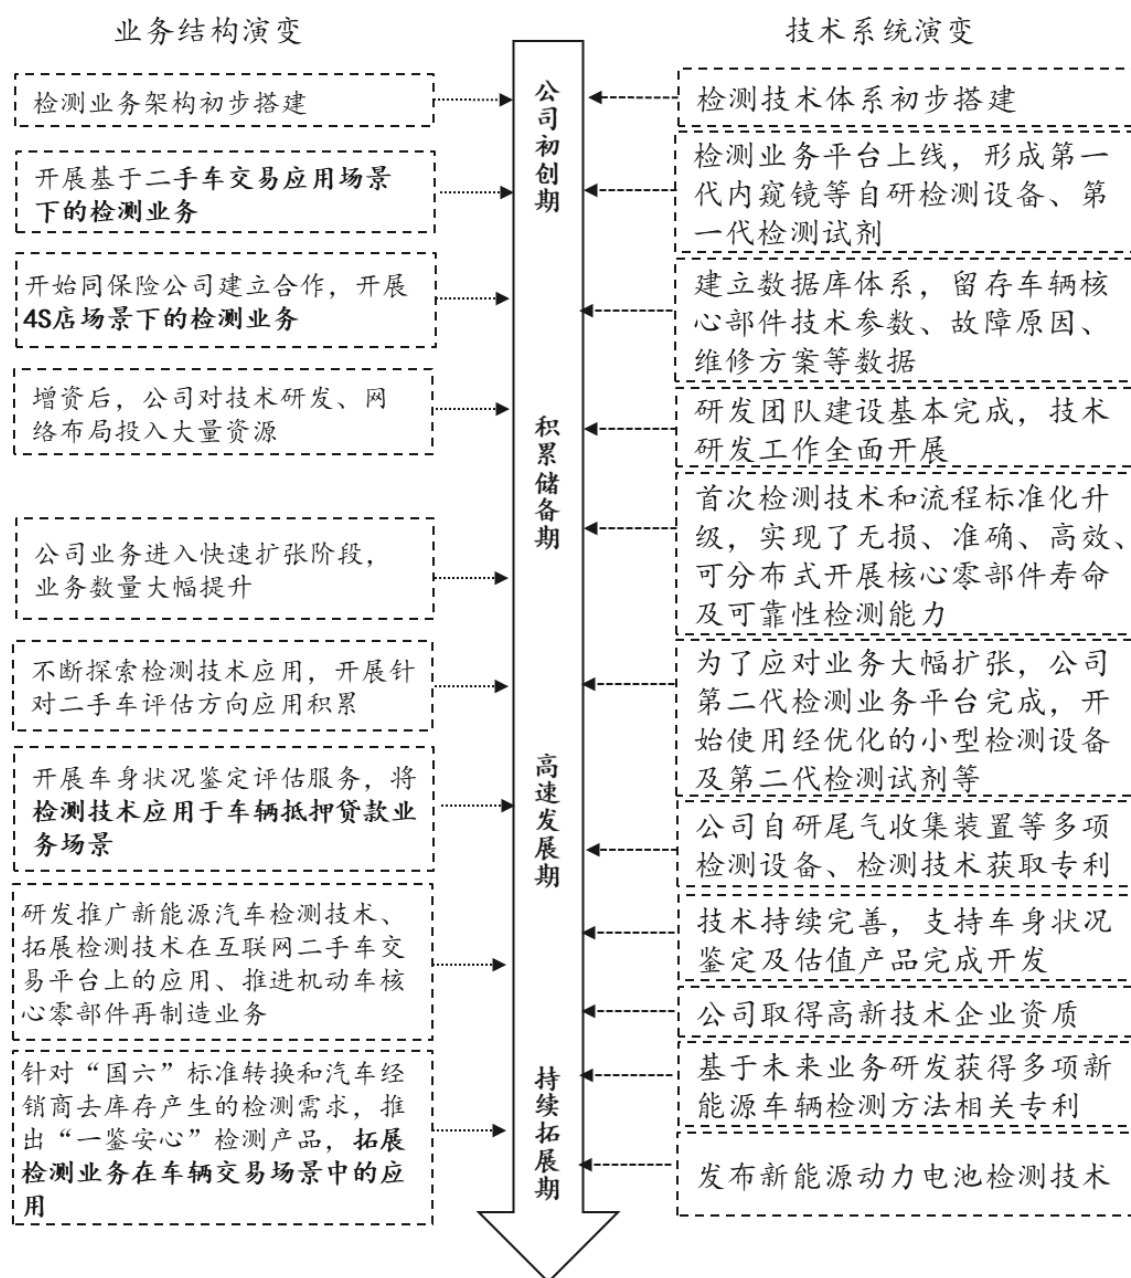 业务结构演变
技术系统演变
检测业务架构初步搭建
开展基于二手车交易应用场景
下的检测业务
开始同保险公司建立合作，开展
4S店场景下的检测业务
增资后，公司对技术研发、网
络布局投入大量资源
公司业务进入快速扩张阶段，
业务数量大幅提升
不断探索检测技术应用，开展针
对二手车评估方向应用积累
开展车身状况鉴定评估服务，将
检测技术应用于车辆抵押贷款业
务场景
研发推广新能源汽车检测技术、
拓展检测技术在互联网二手车交
易平台上的应用、推进机动车核
心零部件再制造业务
针对“国六”标准转换和汽车经
销商去库存产生的检测需求，推
出“一鉴安心”检测产品，拓展
检测业务在车辆交易场景中的应
用
公司初创期
积累储备期
高速发展期
持续拓展期
检测技术体系初步搭建
检测业务平台上线，形成第一
代内窥镜等自研检测设备、第
一代检测试剂
建立数据库体系，留存车辆核
心部件技术参数、故障原因、
维修方案等数据
研发团队建设基本完成，技术
研发工作全面开展
首次检测技术和流程标准化升
级，实现了无损、准确、高效、
可分布式开展核心零部件寿命
及可靠性检测能力
为了应对业务大幅扩张，公司
第二代检测业务平台完成，开
始使用经优化的小型检测设备
及第二代检测试剂等
公司自研尾气收集装置等多项
检测设备、检测技术获取专利
技术持续完善，支持车身状况
鉴定及估值产品完成开发
公司取得高新技术企业资质
基于未来业务研发获得多项新
能源车辆检测方法相关专利
发布新能源动力电池检测技术